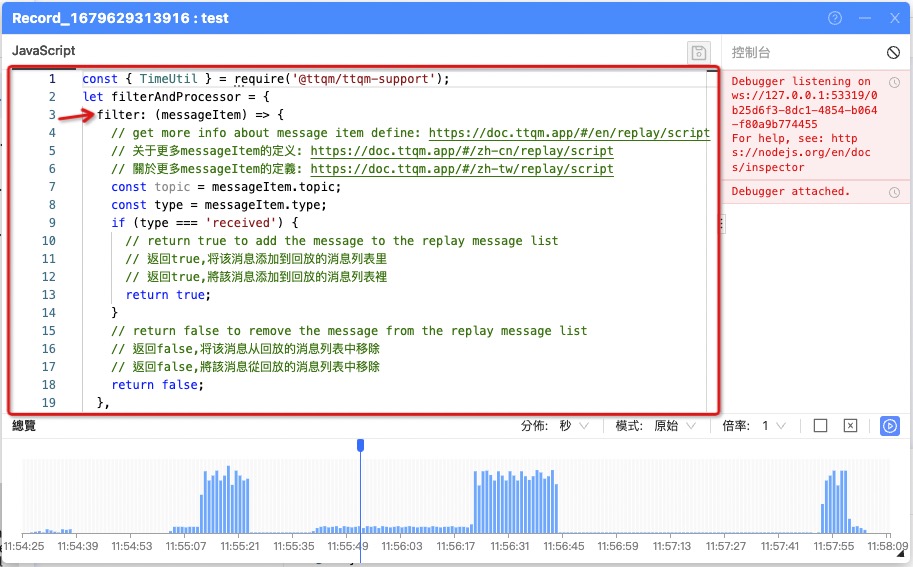 Record_1679629313916 : test
JavaScript
控制台
1 const { TimeUtil } = require('@ttqm/ttqm-support');
2 let filterAndProcessor = {
3 filter: (messageItem) => {
4 // get more info about message item define: https://doc.ttqm.app/#/en/replay/script
5 // 关于更多messageItem的定义: https://doc.ttqm.app/#/zh-cn/replay/script
6 // 關於更多messageItem的定義: https://doc.ttqm.app/#/zh-tw/replay/script
7 const topic = messageItem.topic;
8 const type = messageItem.type;
9 if (type === 'received') {
10 // return true to add the message to the replay message list
11 // 返回true,将该消息添加到回放的消息列表里
12 // 返回true,將該消息添加到回放的消息列表裡
13 return true;
14 }
15 // return false to remove the message from the replay message list
16 // 返回false,将该消息从回放的消息列表中移除
17 // 返回false,將該消息從回放的消息列表中移除
18 return false;
19 },
Debugger listening on
ws://127.0.0.1:53319/0
b25d6f3-8dc1-4854-b064
-f80a9b774455
For help, see: http
s://nodejs.org/en/doc
s/inspector
Debugger attached.
總覽
分佈: 秒 模式: 原始 倍率: 1
11:54:25 11:54:39 11:54:53 11:55:07 11:55:21 11:55:35 11:55:49 11:56:03 11:56:17 11:56:31 11:56:45 11:56:59 11:57:13 11:57:27 11:57:41 11:57:55 11:58:09